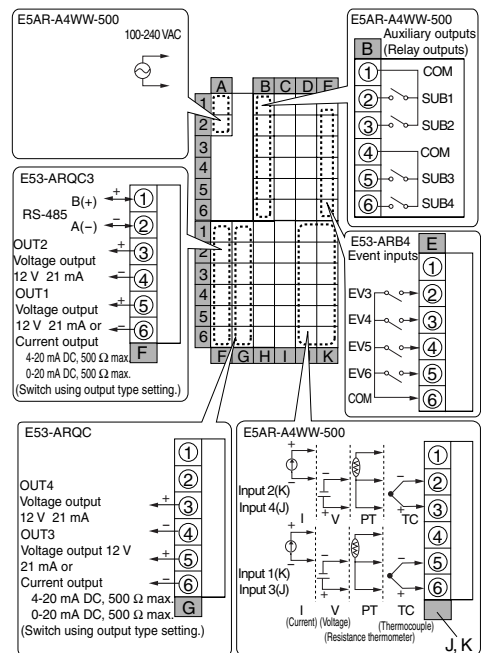 E5AR-A4WW-500
100-240 VAC
E5AR-A4WW-500
Auxiliary outputs
(Relay outputs)
B
1 COM
2 SUB1
3 SUB2
4 COM
5 SUB3
6 SUB4
A B C D E
1
2
3
4
5
6
1
2
3
4
5
6
F G H I J K
E53-ARQC3
RS-485
B(+) + 1
A(−) − 2
OUT2
Voltage output
12 V 21 mA
+ 3
− 4
OUT1
Voltage output
12 V 21 mA or
Current output
+ 5
− 6
4-20 mA DC, 500 Ω max.
0-20 mA DC, 500 Ω max.
(Switch using output type setting.)
F
E53-ARB4
Event inputs
E
1
EV3 2
EV4 3
EV5 4
EV6 5
COM 6
E53-ARQC
1
2
OUT4
Voltage output
12 V 21 mA
+ 3
− 4
OUT3
Voltage output 12 V
21 mA or
Current output
+ 5
− 6
4-20 mA DC, 500 Ω max.
0-20 mA DC, 500 Ω max.
(Switch using output type setting.)
G
E5AR-A4WW-500
Input 2(K)
Input 4(J)
+ − − +
− + +
I V PT TC
1
2
3
4
5
6
Input 1(K)
Input 3(J)
+ − −
− + +
I V PT TC
(Current) (Voltage) (Thermocouple)
(Resistance thermometer)
J, K